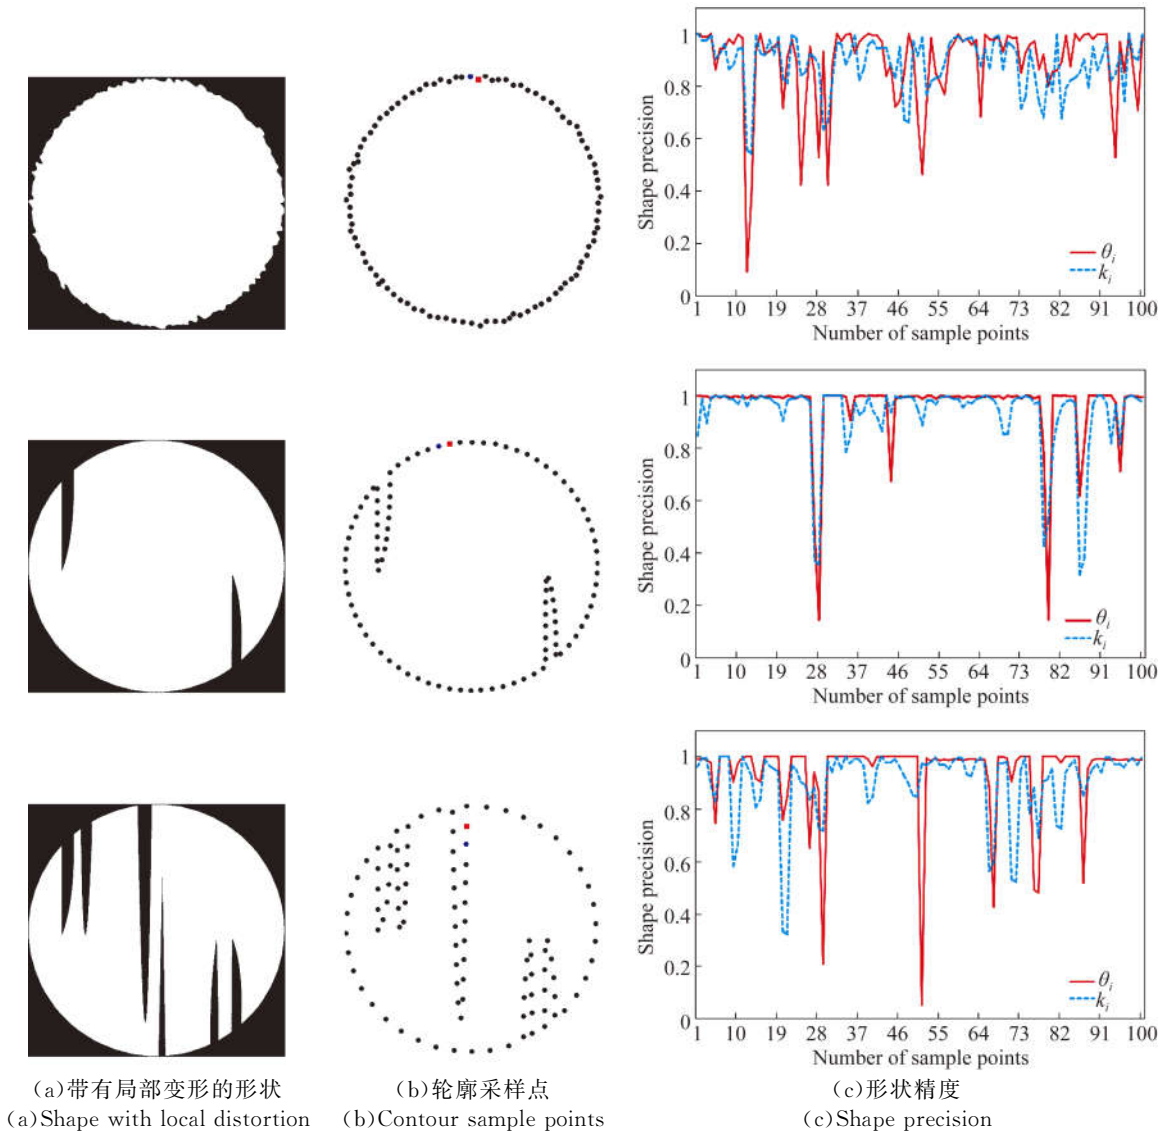 1
0.8
0.6
0.4
0.2
0
Shape precision
θi
ki
1 10 19 28 37 46 55 64 73 82 91 100
Number of sample points
1
0.8
0.6
0.4
0.2
0
Shape precision
θi
ki
1 10 19 28 37 46 55 64 73 82 91 100
Number of sample points
1
0.8
0.6
0.4
0.2
0
Shape precision
θi
ki
1 10 19 28 37 46 55 64 73 82 91 100
Number of sample points
(a)带有局部变形的形状
(a)Shape with local distortion
(b)轮廓采样点
(b)Contour sample points
(c)形状精度
(c)Shape precision